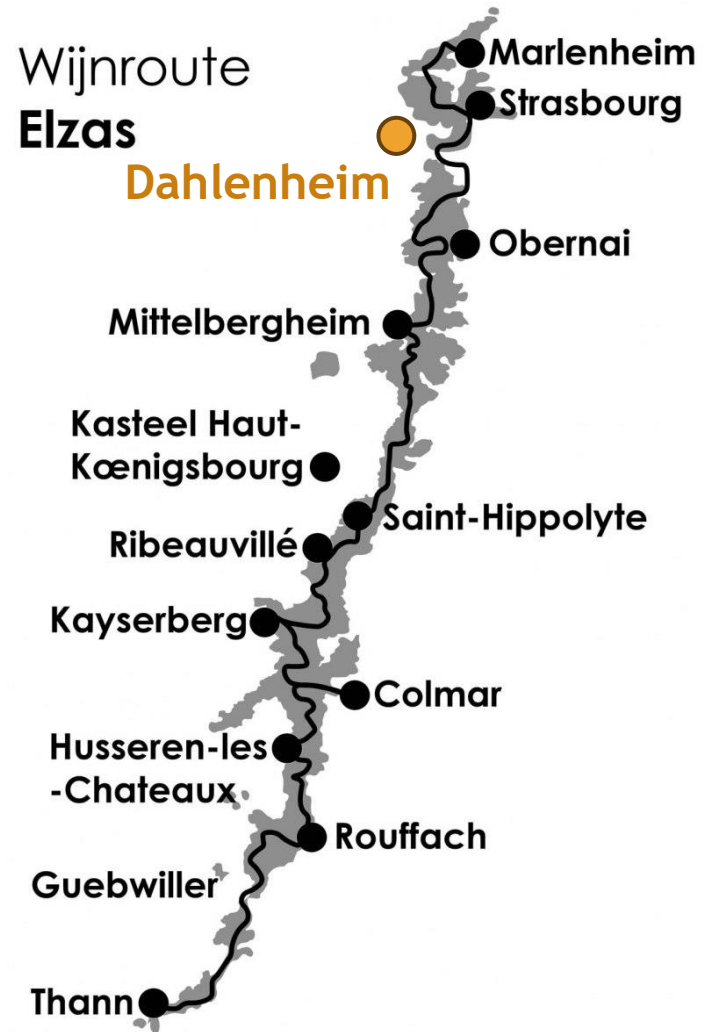 Wijnroute
Elzas
Marlenheim
Strasbourg
Dahlenheim
Obernai
Mittelbergheim
Kasteel Haut-
Kœnigsbourg
Saint-Hippolyte
Ribeauvillé
Kayserberg
Colmar
Husseren-les
-Chateaux
Rouffach
Guebwiller
Thann